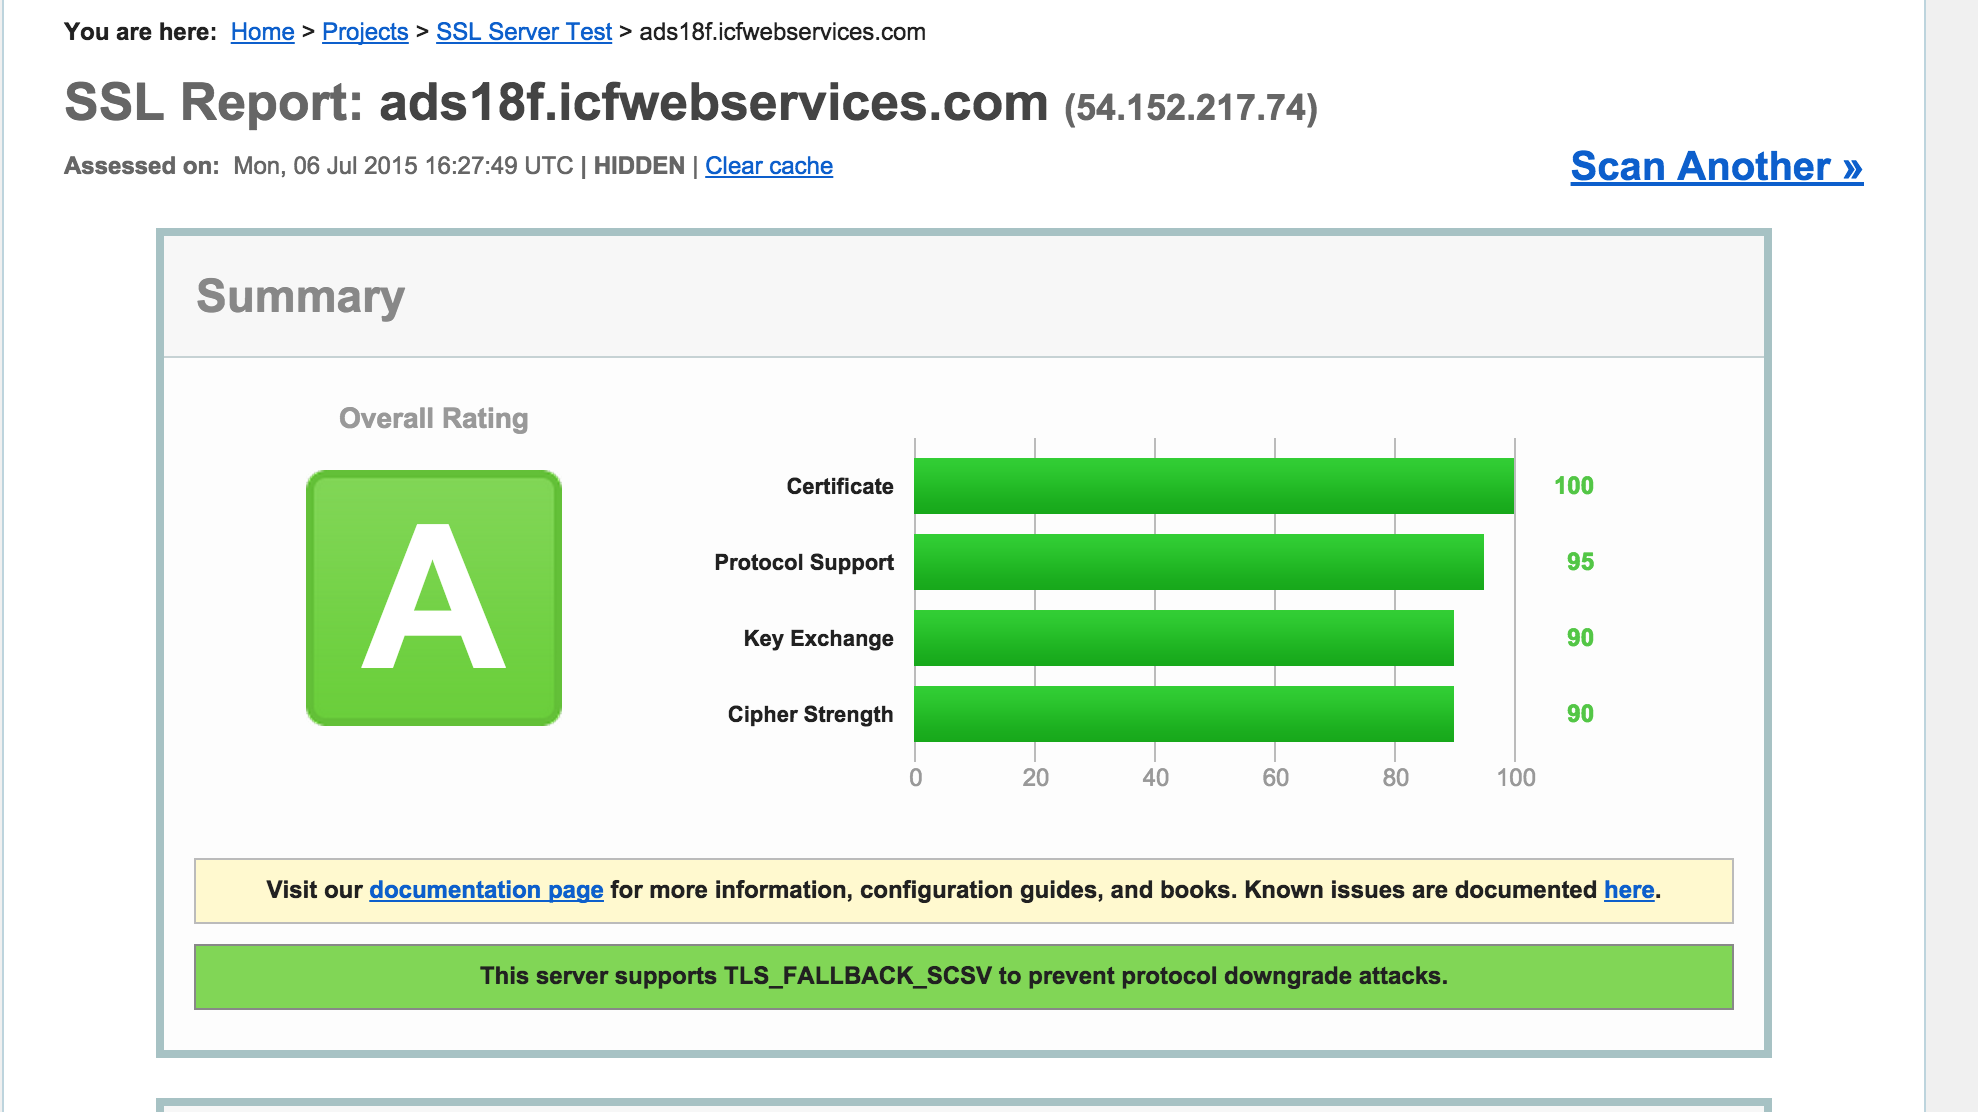 You are here: Home > Projects > SSL Server Test > ads18f.icfwebservices.com
SSL Report: ads18f.icfwebservices.com (54.152.217.74)
Assessed on: Mon, 06 Jul 2015 16:27:49 UTC | HIDDEN | Clear cache
Scan Another »
Summary
Overall Rating
A
Certificate 100
Protocol Support 95
Key Exchange 90
Cipher Strength 90
0 20 40 60 80 100
Visit our documentation page for more information, configuration guides, and books. Known issues are documented here.
This server supports TLS_FALLBACK_SCSV to prevent protocol downgrade attacks.